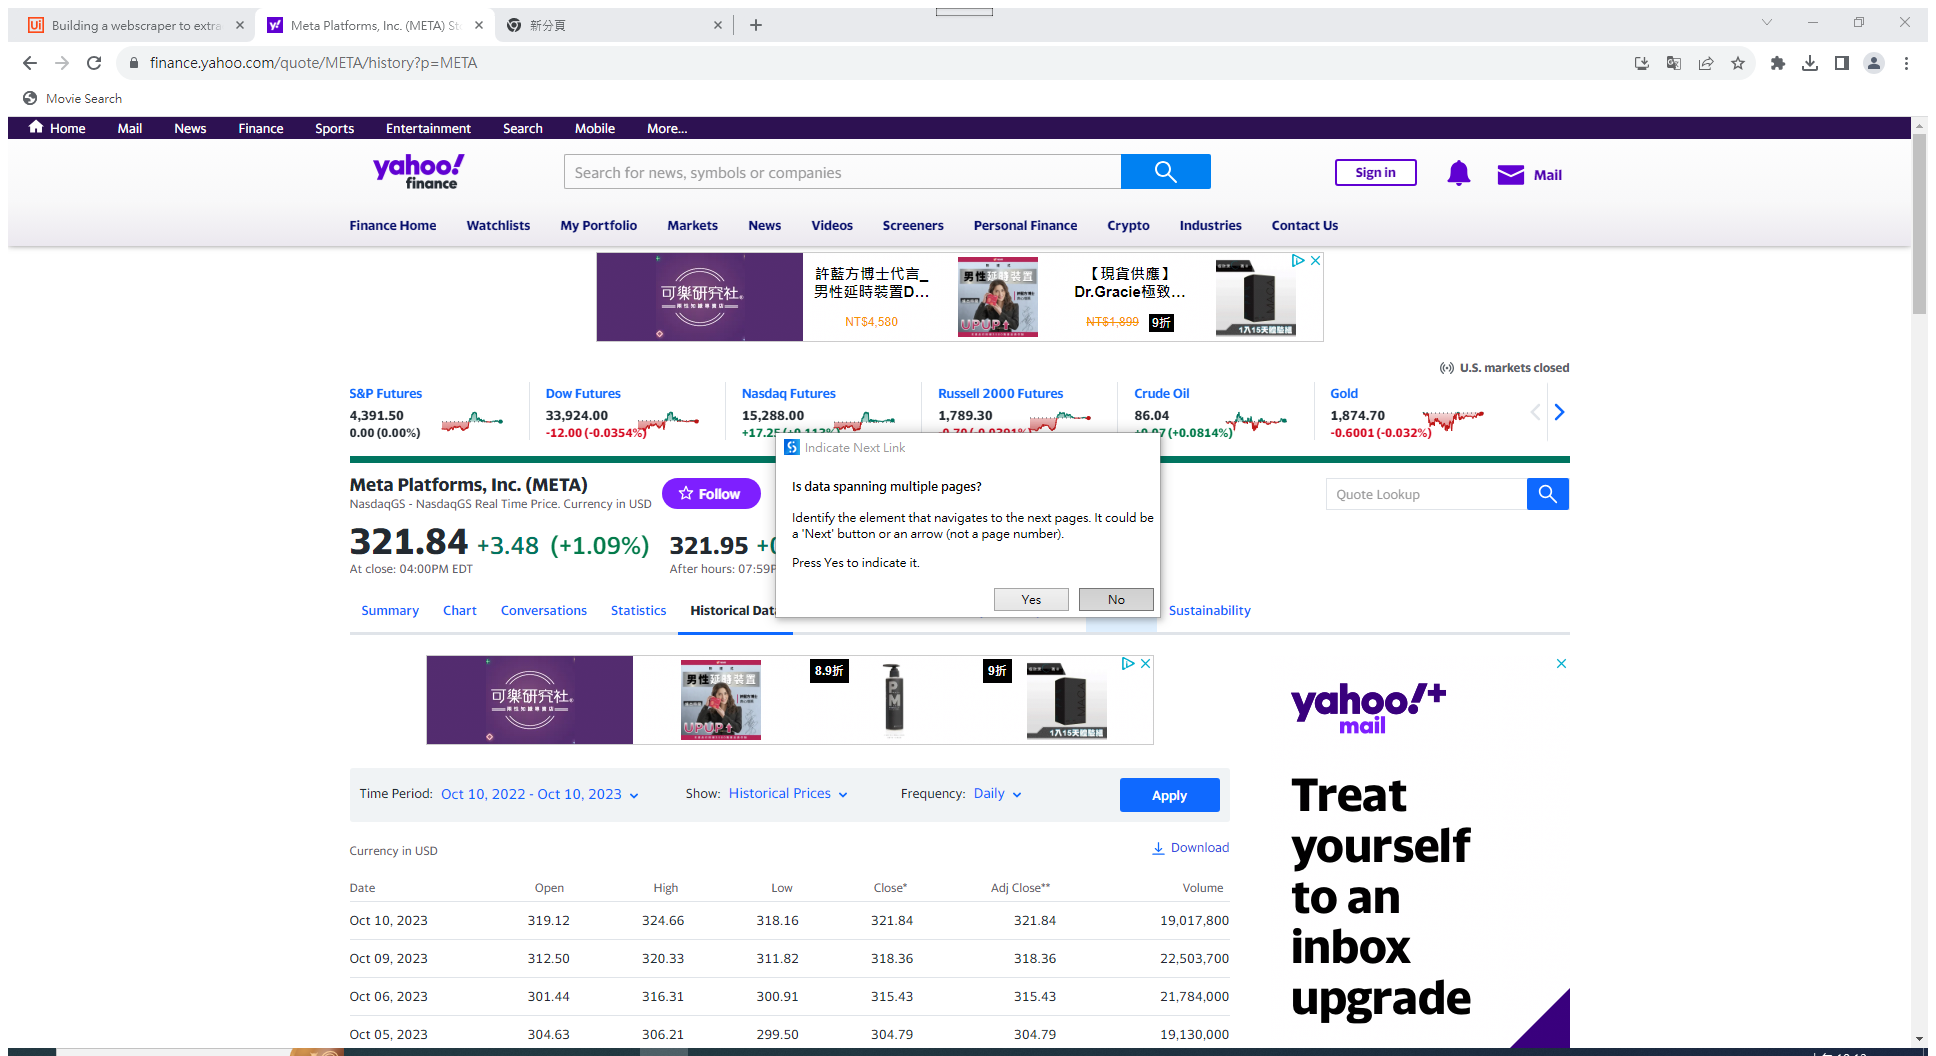 Building a webscraper to extra
Meta Platforms, Inc. (META) St
新分頁
finance.yahoo.com/quote/META/history?p=META
Movie Search
Home Mail News Finance Sports Entertainment Search Mobile More...
yahoo!
finance
Search for news, symbols or companies
Sign in
Mail
Finance Home Watchlists My Portfolio Markets News Videos Screeners Personal Finance Crypto Industries Contact Us
可樂研究社
許藍方博士代言_
男性延時裝置D...
NT$4,580
男性延時裝置
UPUP
【現貨供應】
Dr.Gracie極致...
NT$1,899 9折
1入15天體驗組
U.S. markets closed
S&P Futures Dow Futures Nasdaq Futures Russell 2000 Futures Crude Oil Gold
4,391.50 33,924.00 15,288.00 1,789.30 86.04 1,874.70
0.00 (0.00%) -12.00 (-0.0354%) -0.6001 (-0.032%)
Indicate Next Link
Is data spanning multiple pages?
Identify the element that navigates to the next pages. It could be
a 'Next' button or an arrow (not a page number).
Press Yes to indicate it.
Yes No
Meta Platforms, Inc. (META)
NasdaqGS - NasdaqGS Real Time Price. Currency in USD
Follow
Quote Lookup
321.84 +3.48 (+1.09%) 321.95
At close: 04:00PM EDT After hours: 07:59P
Summary Chart Conversations Statistics Historical Data Sustainability
可樂研究社
男性延時裝置
UPUP
8.9折
PM
9折
1入15天體驗組
yahoo!+
mail
Treat
yourself
to an
inbox
upgrade
Time Period: Oct 10, 2022 - Oct 10, 2023 Show: Historical Prices Frequency: Daily Apply
Currency in USD Download
Date Open High Low Close* Adj Close** Volume
Oct 10, 2023 319.12 324.66 318.16 321.84 321.84 19,017,800
Oct 09, 2023 312.50 320.33 311.82 318.36 318.36 22,503,700
Oct 06, 2023 301.44 316.31 300.91 315.43 315.43 21,784,000
Oct 05, 2023 304.63 306.21 299.50 304.79 304.79 19,130,000